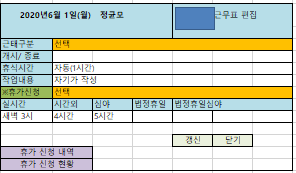 2020년6월 1일(월) 정균모 근무표 편집
근태구분 선택
개시/ 종료
휴식시간 자동(1시간)
작업내용 자기가 작성
※휴가신청 선택
실시간 시간외 심야 법정휴일 법정휴일심야
새벽 3시 4시간 5시간
갱신 닫기
휴가 신청 내역
휴가 신청 현황